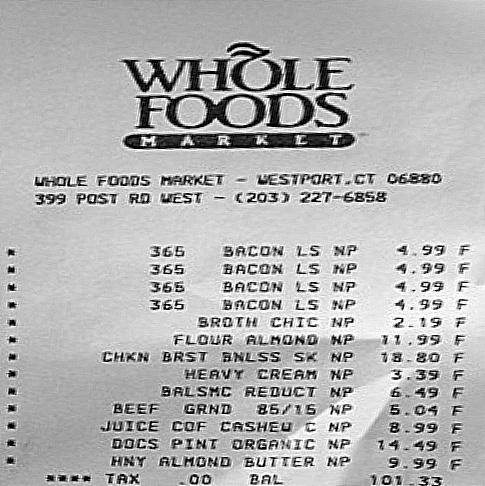 WHOLE
FOODS
MARKET
WHOLE FOODS MARKET - WESTPORT,CT 06880
399 POST RD WEST - (203) 227-6858
* 365 BACON LS NP 4.99 F
* 365 BACON LS NP 4.99 F
* 365 BACON LS NP 4.99 F
* 365 BACON LS NP 4.99 F
* BROTH CHIC NP 2.19 F
* FLOUR ALMOND NP 11.99 F
* CHKN BRST BNLSS SK NP 18.80 F
* HEAVY CREAM NP 3.39 F
* BALSMC REDUCT NP 6.49 F
* BEEF GRND 85/15 NP 5.04 F
* JUICE COF CASHEW C NP 8.99 F
* DOCS PINT ORGANIC NP 14.49 F
* HNY ALMOND BUTTER NP 9.99 F
**** TAX .00 BAL 101.33